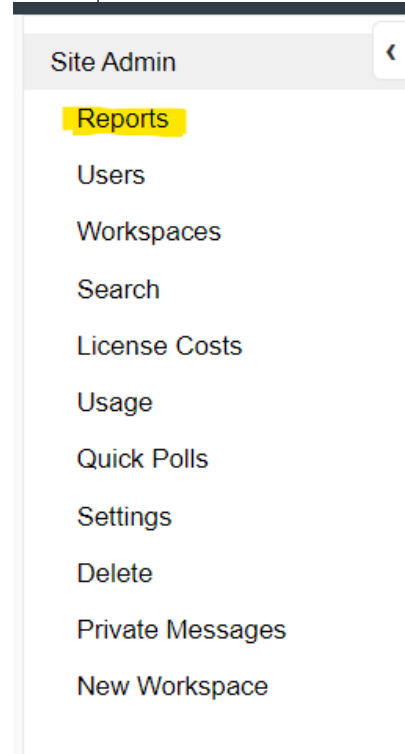 Site Admin
Reports
Users
Workspaces
Search
License Costs
Usage
Quick Polls
Settings
Delete
Private Messages
New Workspace